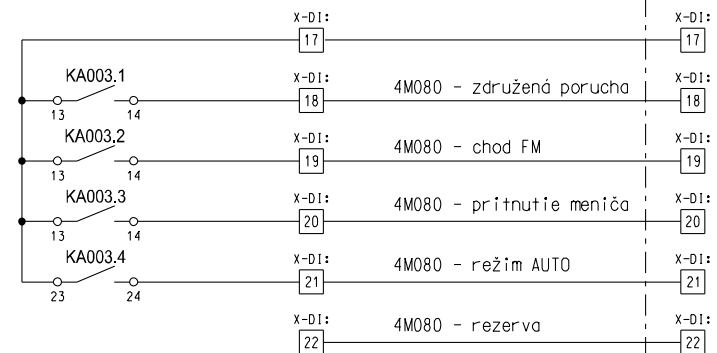 X-DI: X-DI:
17 17
KA003.1 X-DI: 4M080 - združená porucha X-DI:
13 14 18 18
KA003.2 X-DI: 4M080 - chod FM X-DI:
13 14 19 19
KA003.3 X-DI: 4M080 - pritnutie meniča X-DI:
13 14 20 20
KA003.4 X-DI: 4M080 - režim AUTO X-DI:
23 24 21 21
X-DI: 4M080 - rezerva X-DI:
22 22